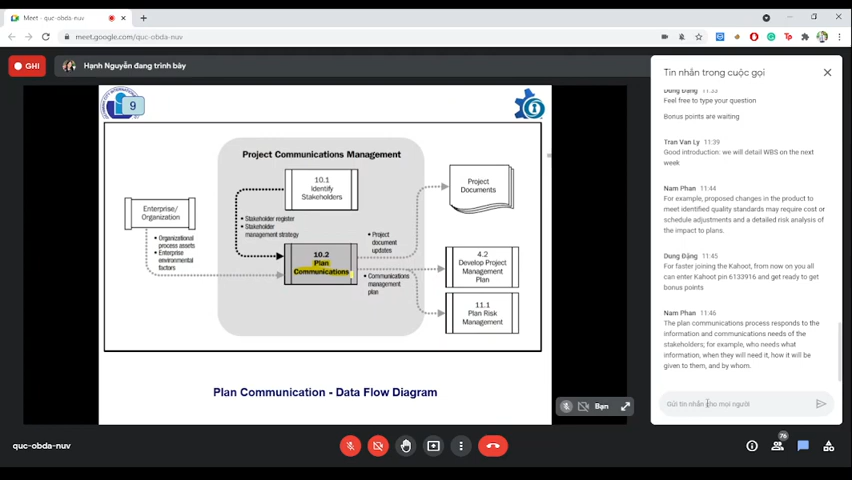 Meet - quc-obda-nuv
meet.google.com/quc-obda-nuv
GHI
Hạnh Nguyễn đang trình bày
9
Project Communications Management
10.1
Identify
Stakeholders
Enterprise/
Organization
• Organizational
process assets
• Enterprise
environmental
factors
• Stakeholder register
• Stakeholder
management strategy
10.2
Plan
Communications
• Project
document
updates
• Communications
management
plan
Project
Documents
4.2
Develop Project
Management
Plan
11.1
Plan Risk
Management
Plan Communication - Data Flow Diagram
Bạn
Tin nhắn trong cuộc gọi
Dung Đặng 11:33
Feel free to type your question
Bonus points are waiting
Tran Van Ly 11:39
Good introduction: we will detail WBS on the next
week
Nam Phan 11:44
For example, proposed changes in the product to
meet identified quality standards may require cost or
schedule adjustments and a detailed risk analysis of
the impact to plans.
Dung Đặng 11:45
For faster joining the Kahoot, from now on you all
can enter Kahoot pin 6133916 and get ready to get
bonus points
Nam Phan 11:46
The plan communications process responds to the
information and communications needs of the
stakeholders; for example, who needs what
information, when they will need it, how it will be
given to them, and by whom.
Gửi tin nhắn cho mọi người
quc-obda-nuv
76